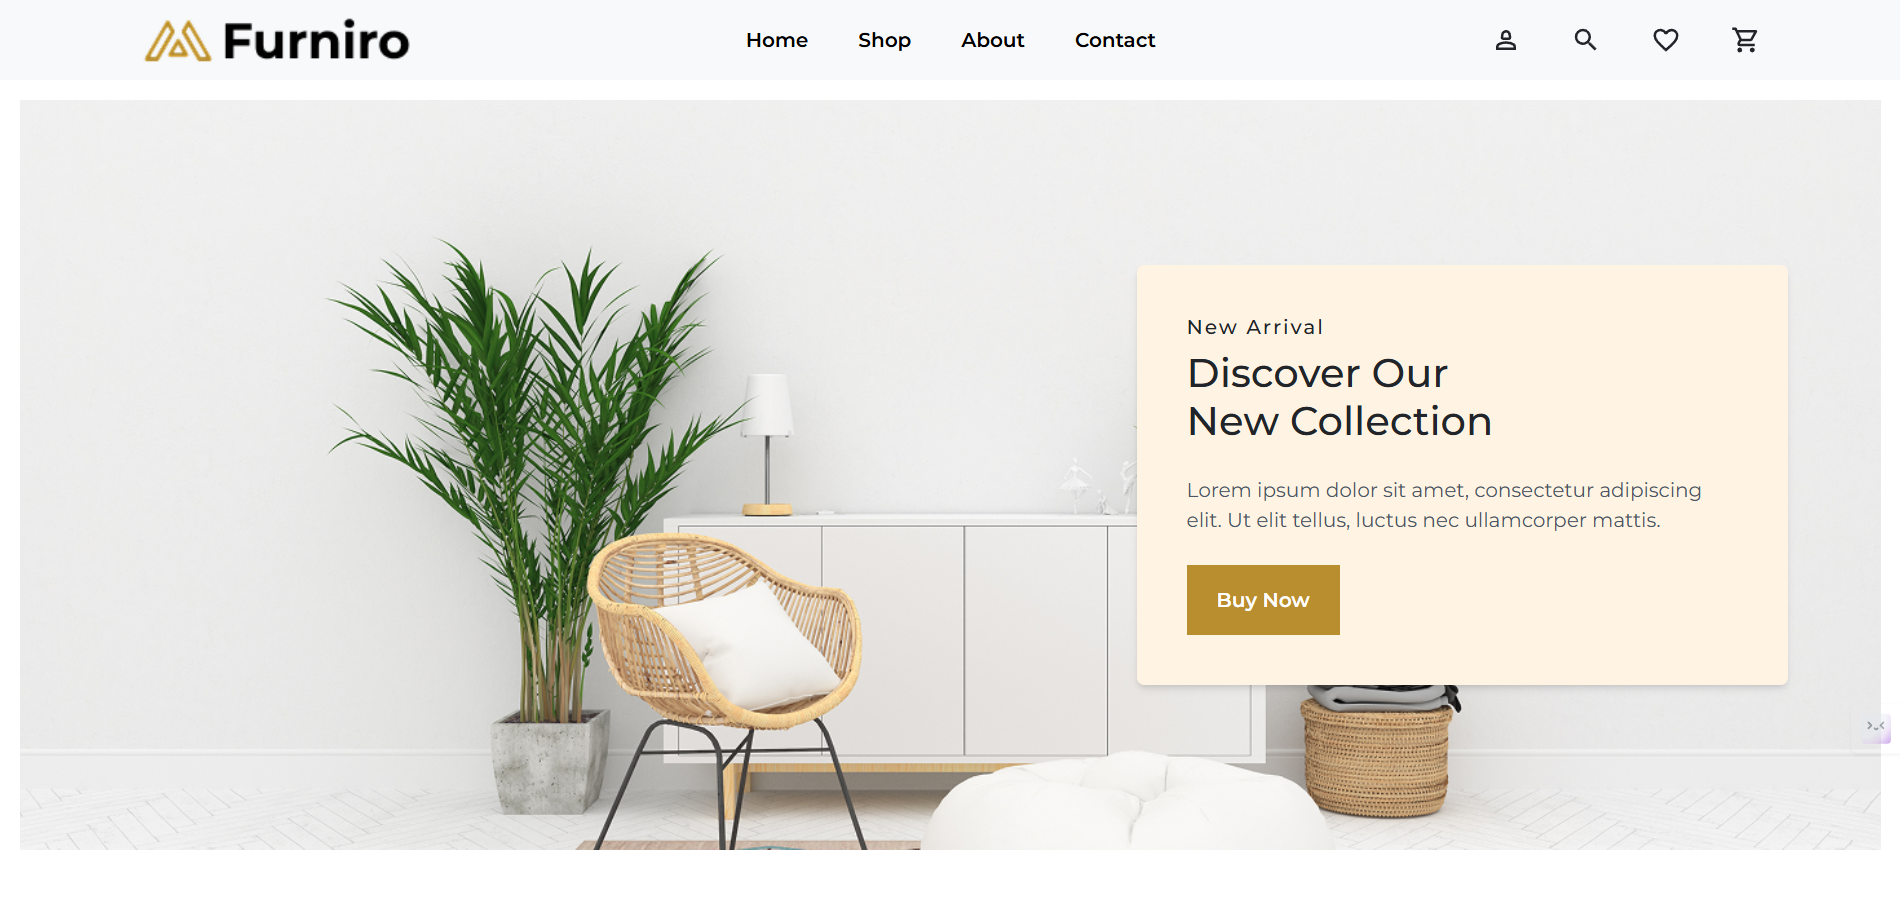 Furniro
Home Shop About Contact
New Arrival
Discover Our
New Collection
Lorem ipsum dolor sit amet, consectetur adipiscing
elit. Ut elit tellus, luctus nec ullamcorper mattis.
Buy Now